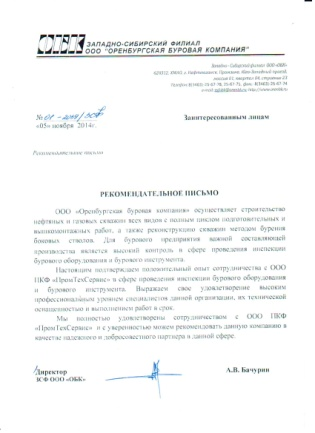 ОБК
ЗАПАДНО-СИБИРСКИЙ ФИЛИАЛ
ООО "ОРЕНБУРГСКАЯ БУРОВАЯ КОМПАНИЯ"
«05» ноября 2014г.
Заинтересованным лицам
Рекомендательное письмо
РЕКОМЕНДАТЕЛЬНОЕ ПИСЬМО
ООО «Оренбургская буровая компания» осуществляет строительство
нефтяных и газовых скважин всех видов с полным циклом подготовительных и
вышкомонтажных работ, а также реконструкцию скважин методом бурения
боковых стволов. Для бурового предприятия важной составляющей
производства является высокий контроль в сфере проведения инспекции
бурового оборудования и бурового инструмента.
Настоящим подтверждаем положительный опыт сотрудничества с ООО
ПКФ «ПромТехСервис» в сфере проведения инспекции бурового оборудования
и бурового инструмента. Выражаем свое удовлетворение высоким
профессиональным уровнем специалистов данной организации, их технической
оснащенностью и выполнением работ в срок.
Мы полностью удовлетворены сотрудничеством с ООО ПКФ
«ПромТехСервис» и с уверенностью можем рекомендовать данную компанию в
качестве надежного и добросовестного партнера в данной сфере.
Директор
ЗСФ ООО «ОБК»
А.В. Бачурин